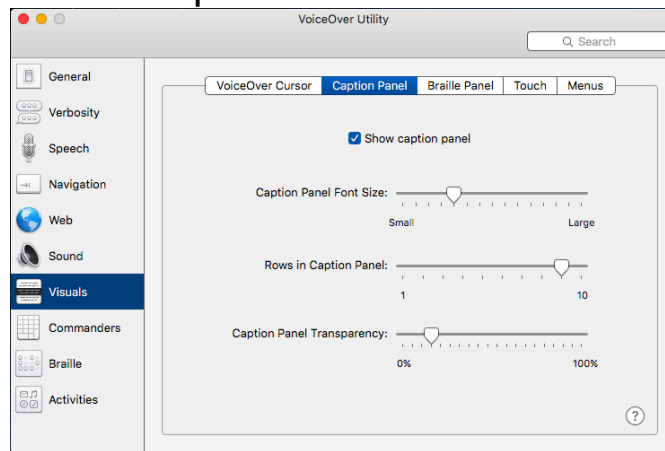 VoiceOver Utility
Search
General
Verbosity
Speech
Navigation
Web
Sound
Visuals
Commanders
Braille
Activities
VoiceOver Cursor Caption Panel Braille Panel Touch Menus
Show caption panel
Caption Panel Font Size:
Small Large
Rows in Caption Panel:
1 10
Caption Panel Transparency:
0% 100%
?